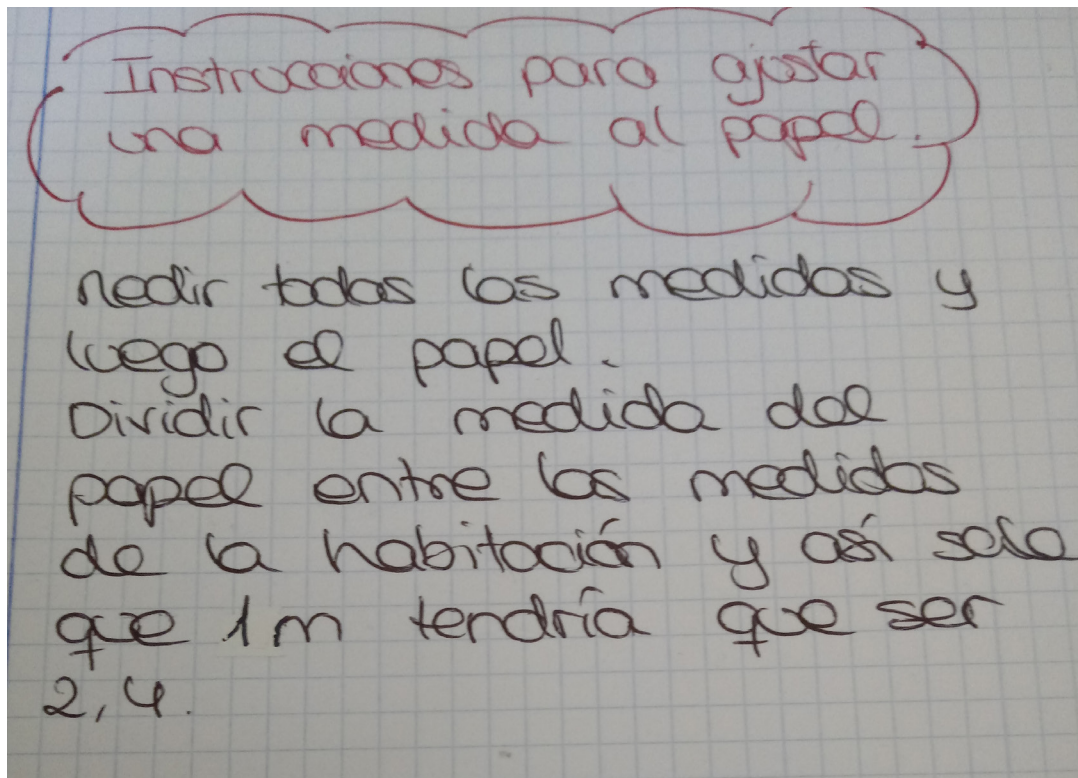 Instrucciones para ajustar
una medida al papel.
Medir todas las medidas y
luego el papel.
Dividir la medida del
papel entre las medidas
de la habitación y así sale
que 1m tendría que ser
2,4.